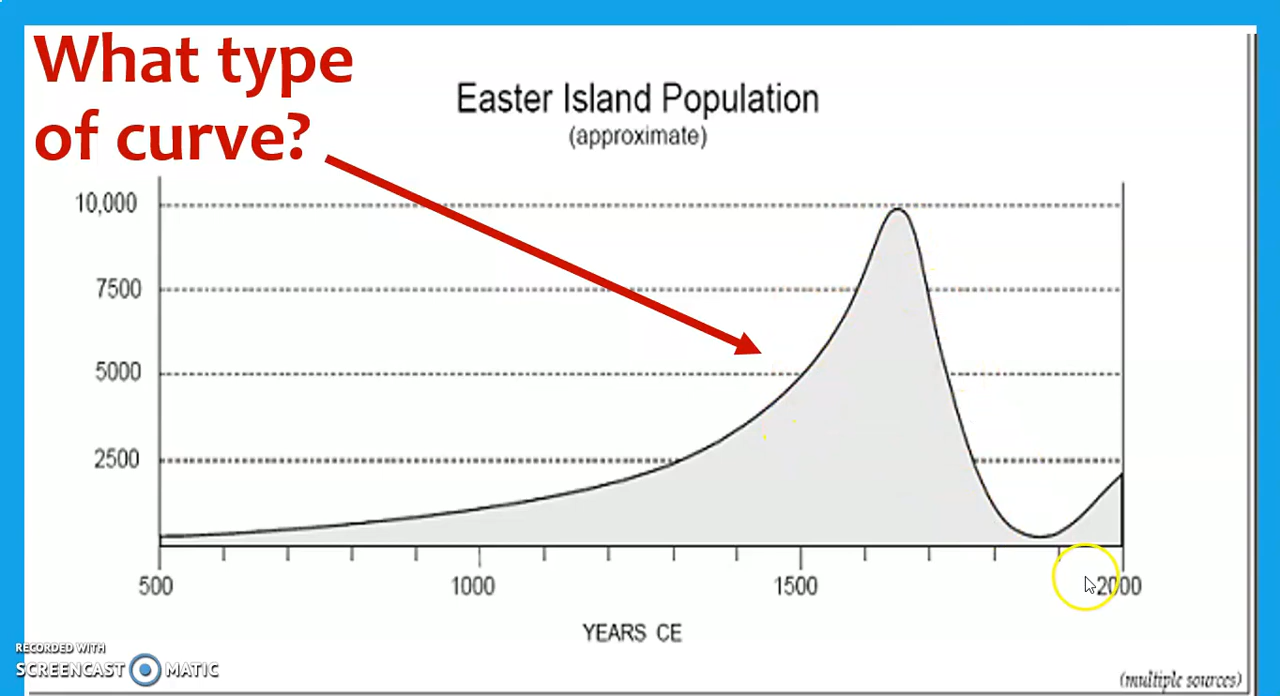 What type
of curve?
Easter Island Population
(approximate)
10,000
7500
5000
2500
500 1000 1500 2000
YEARS CE
RECORDED WITH
SCREENCAST MATIC
(multiple sources)